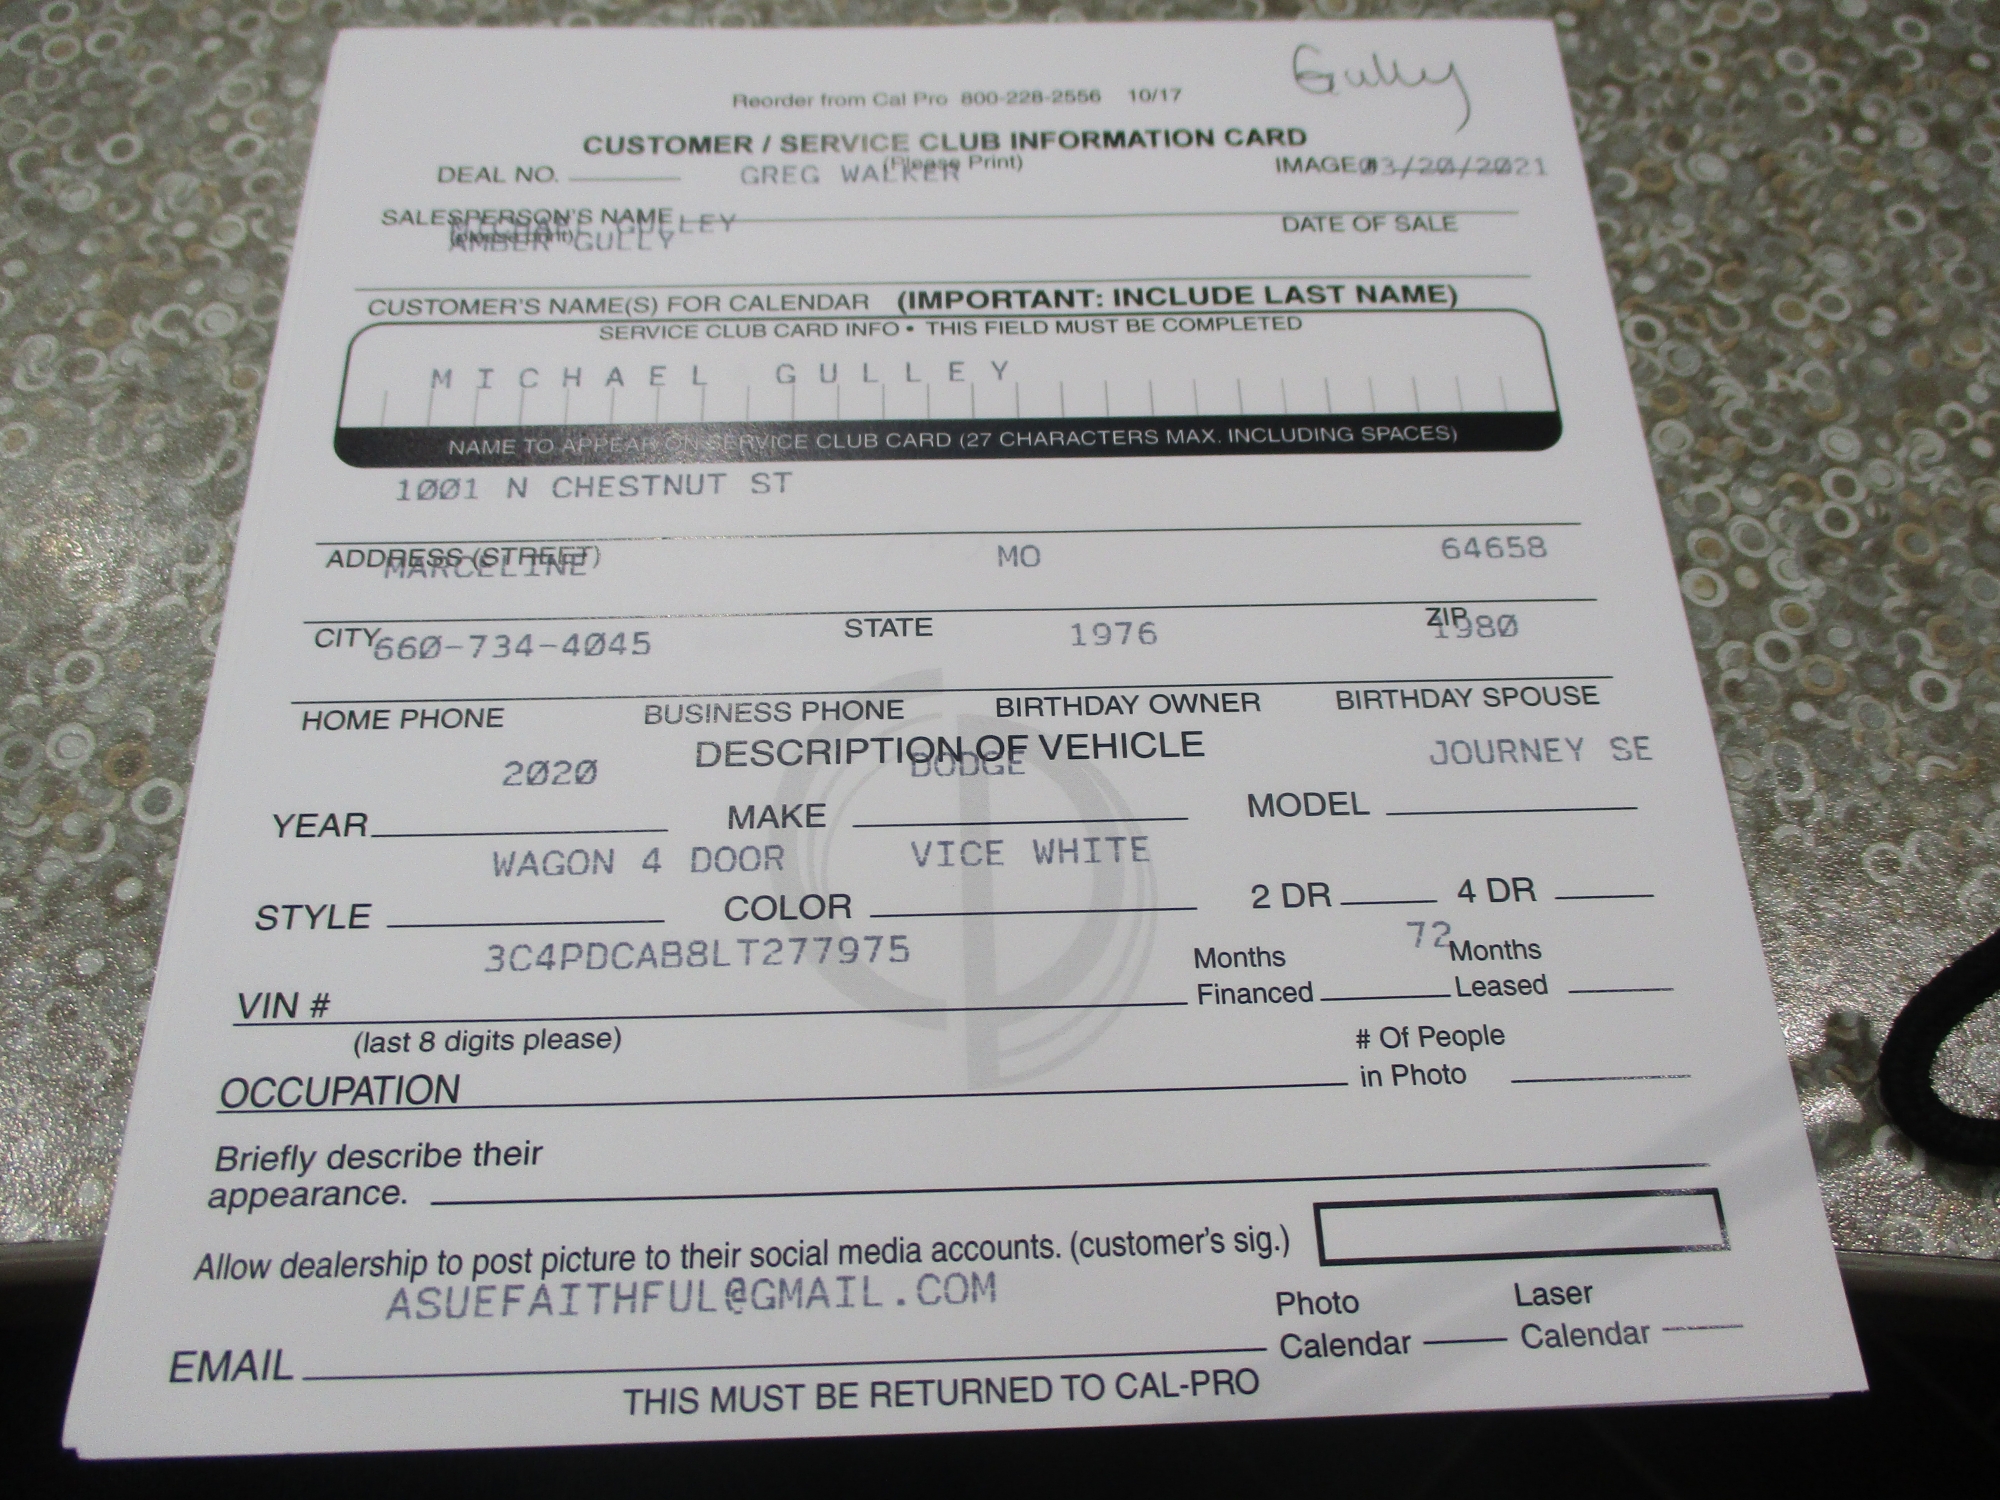 Gully
Reorder from Cal Pro 800-228-2556 10/17
CUSTOMER / SERVICE CLUB INFORMATION CARD
(Please Print)
DEAL NO. GREG WALKER IMAGE# 03/20/2021
SALESPERSON'S NAME DATE OF SALE
(please print)
MICHAEL GULLEY
AMBER GULLY
CUSTOMER'S NAME(S) FOR CALENDAR (IMPORTANT: INCLUDE LAST NAME)
SERVICE CLUB CARD INFO • THIS FIELD MUST BE COMPLETED
MICHAEL GULLEY
NAME TO APPEAR ON SERVICE CLUB CARD (27 CHARACTERS MAX. INCLUDING SPACES)
1001 N CHESTNUT ST
ADDRESS (STREET)
MARCELINE MO 64658
CITY STATE ZIP
660-734-4045 1976 1980
HOME PHONE BUSINESS PHONE BIRTHDAY OWNER BIRTHDAY SPOUSE
DESCRIPTION OF VEHICLE
2020 DODGE JOURNEY SE
YEAR MAKE MODEL
WAGON 4 DOOR VICE WHITE
STYLE COLOR 2 DR 4 DR
3C4PDCAB8LT277975 72
VIN # Months Financed Months Leased
(last 8 digits please)
OCCUPATION # Of People in Photo
Briefly describe their
appearance.
Allow dealership to post picture to their social media accounts. (customer's sig.)
ASUEFAITHFUL@GMAIL.COM
EMAIL Photo Calendar Laser Calendar
THIS MUST BE RETURNED TO CAL-PRO